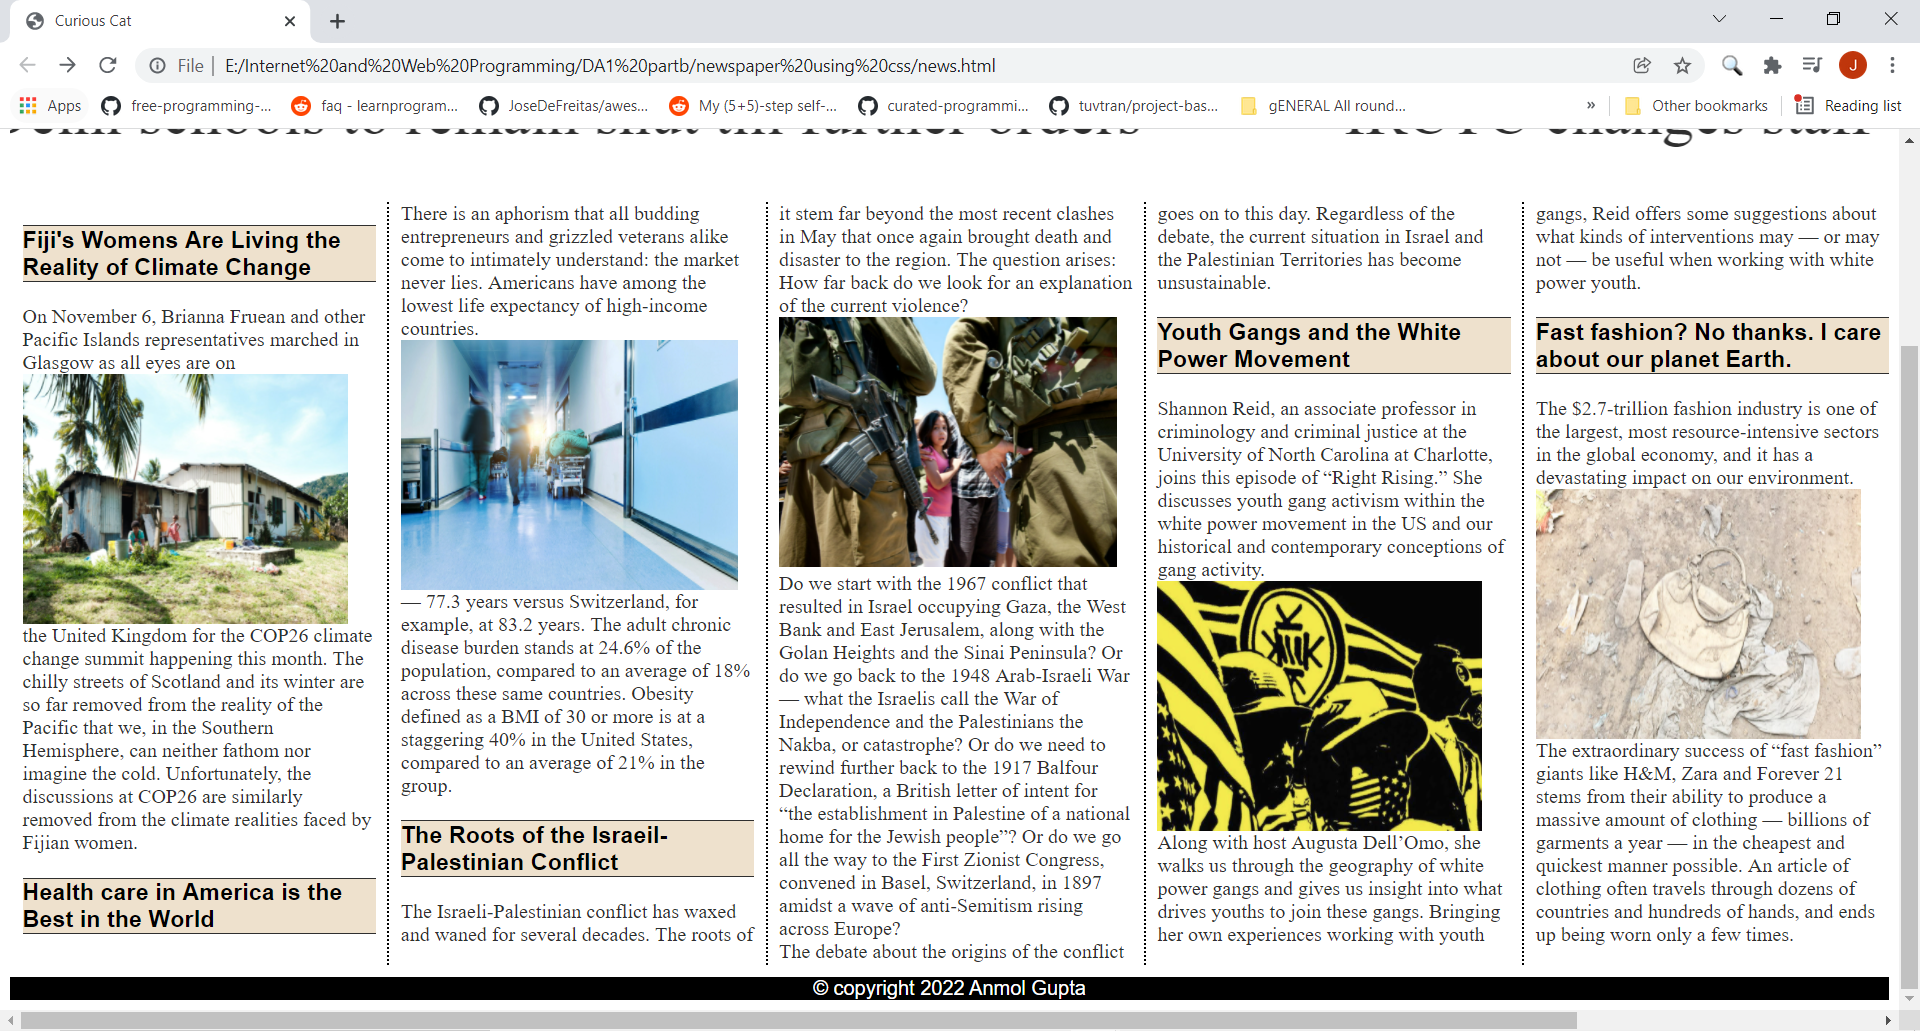 Curious Cat
File
E:/Internet%20and%20Web%20Programming/DA1%20partb/newspaper%20using%20css/news.html
J
Apps
free-programming-...
faq - learnprogram...
JoseDeFreitas/awes...
My (5+5)-step self-...
curated-programmi...
tuvtran/project-bas...
gENERAL All round...
»
Other bookmarks
Reading list
schools to remain shut till further orders
IRCTC changes staff
Fiji's Womens Are Living the
Reality of Climate Change
On November 6, Brianna Fruean and other
Pacific Islands representatives marched in
Glasgow as all eyes are on
the United Kingdom for the COP26 climate
change summit happening this month. The
chilly streets of Scotland and its winter are
so far removed from the reality of the
Pacific that we, in the Southern
Hemisphere, can neither fathom nor
imagine the cold. Unfortunately, the
discussions at COP26 are similarly
removed from the climate realities faced by
Fijian women.
Health care in America is the
Best in the World
There is an aphorism that all budding
entrepreneurs and grizzled veterans alike
come to intimately understand: the market
never lies. Americans have among the
lowest life expectancy of high-income
countries.
— 77.3 years versus Switzerland, for
example, at 83.2 years. The adult chronic
disease burden stands at 24.6% of the
population, compared to an average of 18%
across these same countries. Obesity
defined as a BMI of 30 or more is at a
staggering 40% in the United States,
compared to an average of 21% in the
group.
The Roots of the Israeil-
Palestinian Conflict
The Israeli-Palestinian conflict has waxed
and waned for several decades. The roots of
it stem far beyond the most recent clashes
in May that once again brought death and
disaster to the region. The question arises:
How far back do we look for an explanation
of the current violence?
Do we start with the 1967 conflict that
resulted in Israel occupying Gaza, the West
Bank and East Jerusalem, along with the
Golan Heights and the Sinai Peninsula? Or
do we go back to the 1948 Arab-Israeli War
— what the Israelis call the War of
Independence and the Palestinians the
Nakba, or catastrophe? Or do we need to
rewind further back to the 1917 Balfour
Declaration, a British letter of intent for
“the establishment in Palestine of a national
home for the Jewish people”? Or do we go
all the way to the First Zionist Congress,
convened in Basel, Switzerland, in 1897
amidst a wave of anti-Semitism rising
across Europe?
The debate about the origins of the conflict
goes on to this day. Regardless of the
debate, the current situation in Israel and
the Palestinian Territories has become
unsustainable.
Youth Gangs and the White
Power Movement
Shannon Reid, an associate professor in
criminology and criminal justice at the
University of North Carolina at Charlotte,
joins this episode of “Right Rising.” She
discusses youth gang activism within the
white power movement in the US and our
historical and contemporary conceptions of
gang activity.
Along with host Augusta Dell’Omo, she
walks us through the geography of white
power gangs and gives us insight into what
drives youths to join these gangs. Bringing
her own experiences working with youth
gangs, Reid offers some suggestions about
what kinds of interventions may — or may
not — be useful when working with white
power youth.
Fast fashion? No thanks. I care
about our planet Earth.
The $2.7-trillion fashion industry is one of
the largest, most resource-intensive sectors
in the global economy, and it has a
devastating impact on our environment.
The extraordinary success of “fast fashion”
giants like H&M, Zara and Forever 21
stems from their ability to produce a
massive amount of clothing — billions of
garments a year — in the cheapest and
quickest manner possible. An article of
clothing often travels through dozens of
countries and hundreds of hands, and ends
up being worn only a few times.
© copyright 2022 Anmol Gupta